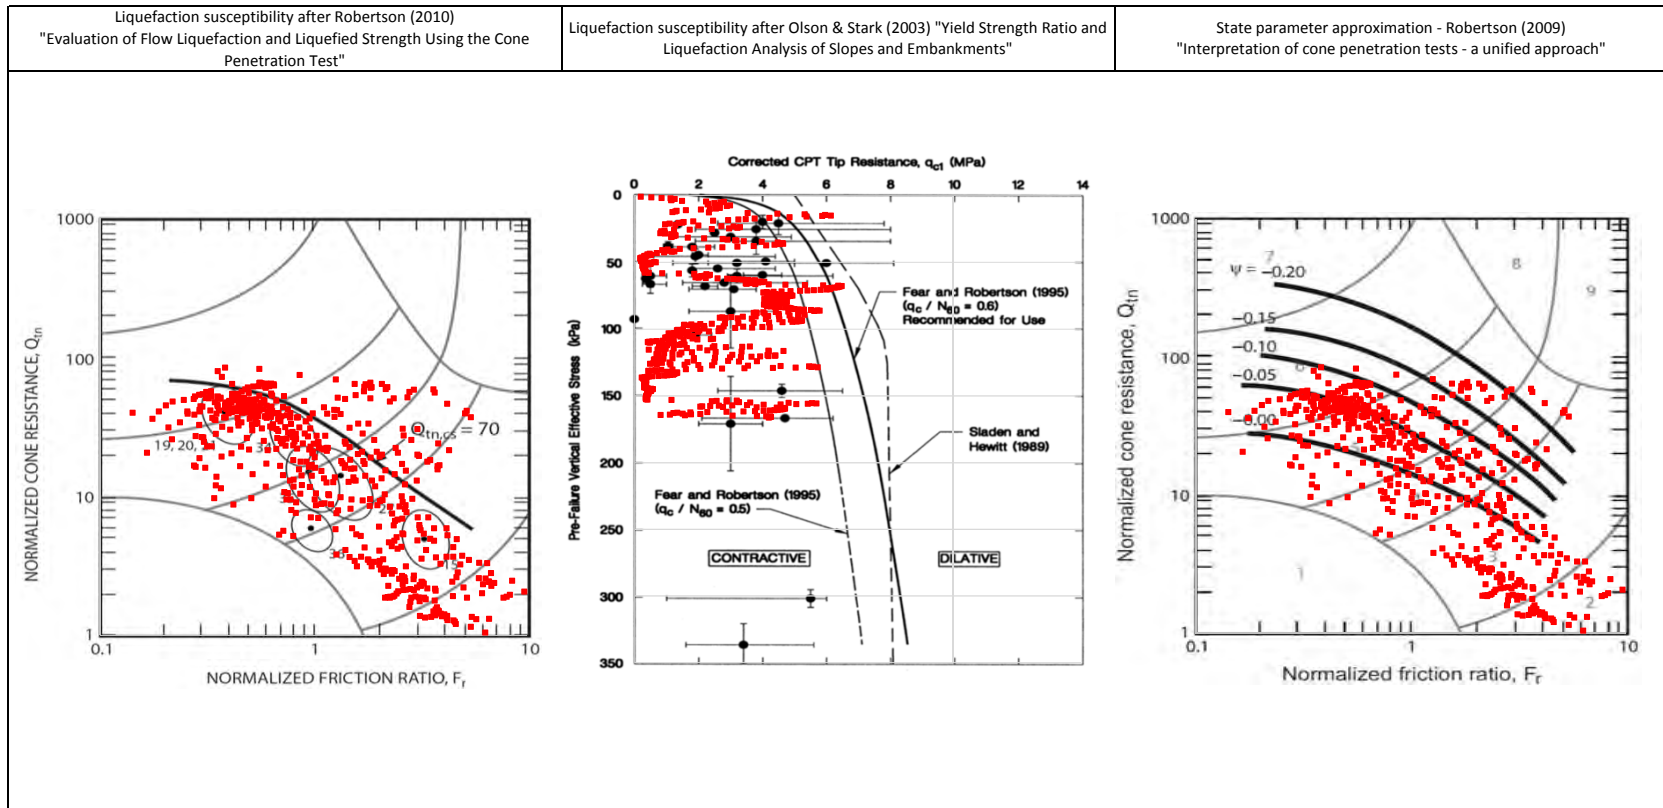 Liquefaction susceptibility after Robertson (2010)
"Evaluation of Flow Liquefaction and Liquefied Strength Using the Cone
Penetration Test"
Liquefaction susceptibility after Olson & Stark (2003) "Yield Strength Ratio and
Liquefaction Analysis of Slopes and Embankments"
State parameter approximation - Robertson (2009)
"Interpretation of cone penetration tests - a unified approach"
NORMALIZED CONE RESISTANCE, Qtn
1000
100
10
1
0.1
1
10
NORMALIZED FRICTION RATIO, Fr
Qtn,cs = 70
19, 20,
34
33
15
Corrected CPT Tip Resistance, qc1 (MPa)
0 2 4 6 8 10 12 14
Pre-Failure Vertical Effective Stress (kPa)
0
50
100
150
200
250
300
350
Fear and Robertson (1995)
(qc / N60 = 0.6)
Recommended for Use
Sladen and
Hewitt (1989)
Fear and Robertson (1995)
(qc / N60 = 0.5)
CONTRACTIVE
DILATIVE
Normalized cone resistance, Qtn
1000
100
10
1
0.1
1
10
Normalized friction ratio, Fr
ψ = -0.20
-0.15
-0.10
-0.05
-0.00
7
8
9
6
3
1
2